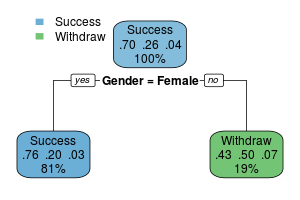 Success
Withdraw
Success
.70 .26 .04
100%
yes Gender = Female no
Success
.76 .20 .03
81%
Withdraw
.43 .50 .07
19%